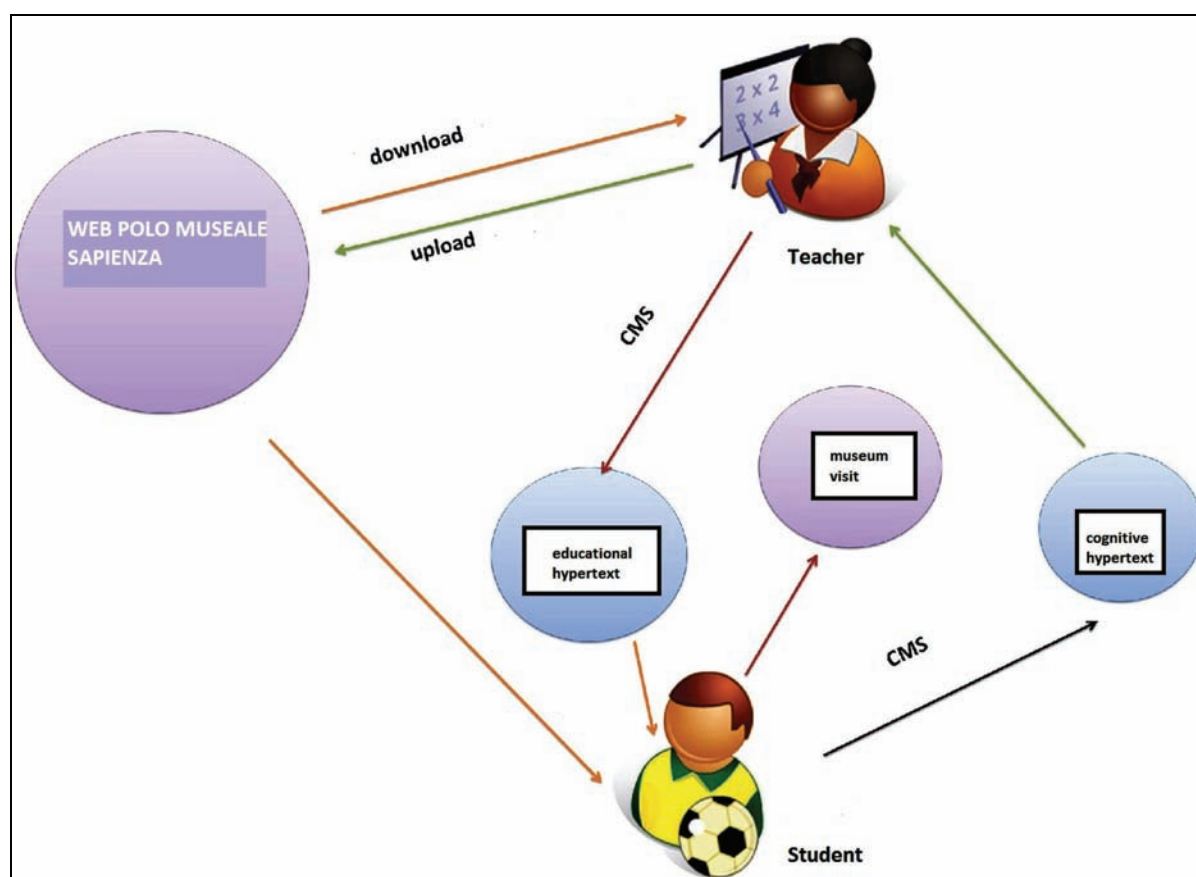 2 x 2
3 x 4
download
WEB POLO MUSEALE
SAPIENZA
upload
Teacher
CMS
museum
visit
educational
hypertext
cognitive
hypertext
CMS
Student